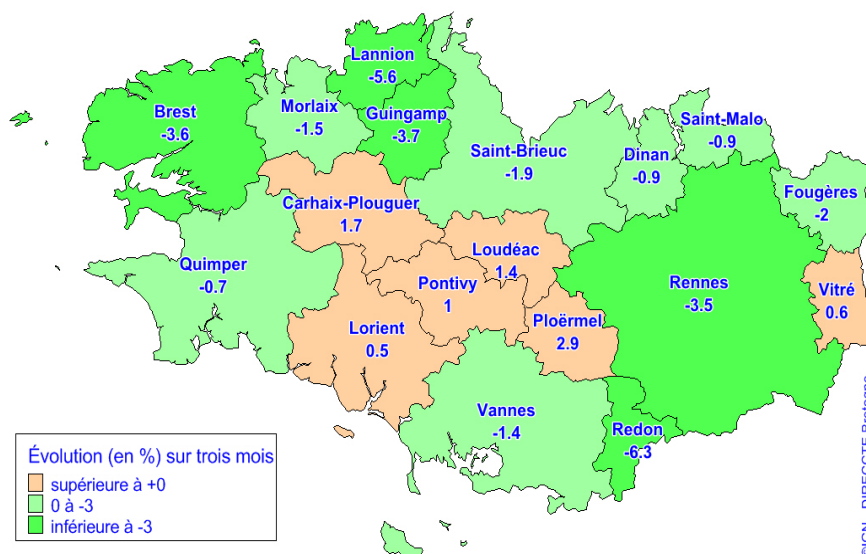 Lannion
-5.6
Brest
-3.6
Morlaix
-1.5
Guingamp
-3.7
Saint-Brieuc
-1.9
Dinan
-0.9
Saint-Malo
-0.9
Fougères
-2
Carhaix-Plouguer
1.7
Loudéac
1.4
Quimper
-0.7
Pontivy
1
Rennes
-3.5
Vitré
0.6
Lorient
0.5
Ploërmel
2.9
Vannes
-1.4
Redon
-6.3
Évolution (en %) sur trois mois
supérieure à +0
0 à -3
inférieure à -3
DIRECCTE